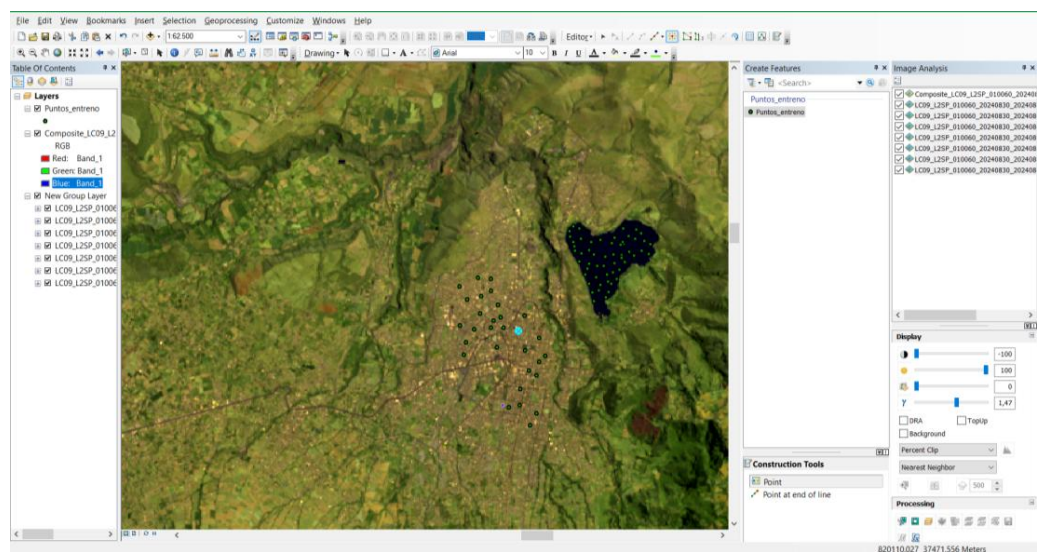 File Edit View Bookmarks Insert Selection Geoprocessing Customize Windows Help
1:62.500
Editor
Drawing
Arial
10
B I U A
Table Of Contents
Layers
Puntos_entreno
Composite_LC09_L2
RGB
Red: Band_1
Green: Band_1
Blue: Band_1
New Group Layer
LC09_L2SP_01006
LC09_L2SP_01006
LC09_L2SP_01006
LC09_L2SP_01006
LC09_L2SP_01006
LC09_L2SP_01006
LC09_L2SP_01006
Create Features
<Search>
Puntos_entreno
Puntos_entreno
Construction Tools
Point
Point at end of line
Image Analysis
Composite_LC09_L2SP_010060_202408
LC09_L2SP_010060_20240830_202408
LC09_L2SP_010060_20240830_202408
LC09_L2SP_010060_20240830_202408
LC09_L2SP_010060_20240830_202408
LC09_L2SP_010060_20240830_202408
LC09_L2SP_010060_20240830_202408
LC09_L2SP_010060_20240830_202408
Display
-100
100
0
1,47
DRA TopUp
Background
Percent Clip
Nearest Neighbor
500
Processing
820110,027 37471,556 Meters